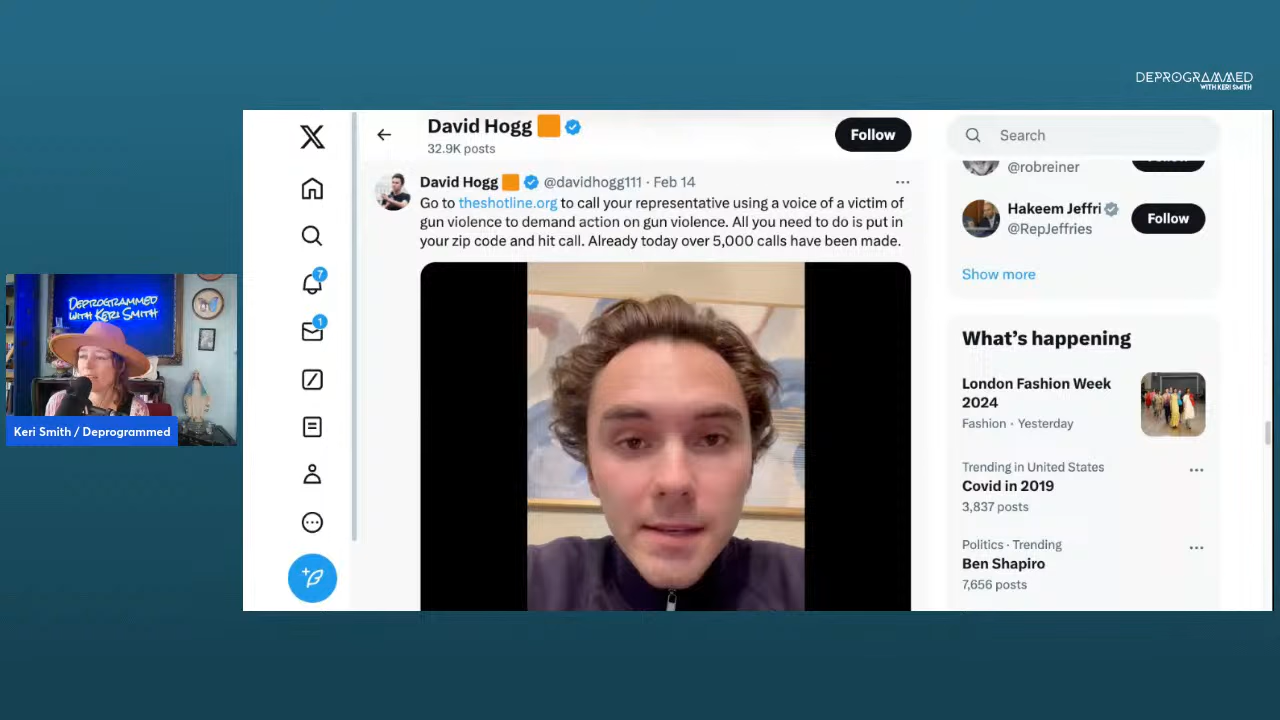 DEPROGRAMMED
WITH KERI SMITH
David Hogg
32.9K posts
Follow
Search
David Hogg @davidhogg111 · Feb 14
Go to theshotline.org to call your representative using a voice of a victim of
gun violence to demand action on gun violence. All you need to do is put in
your zip code and hit call. Already today over 5,000 calls have been made.
@robreiner
Hakeem Jeffri
@RepJeffries
Follow
Show more
7
1
What's happening
London Fashion Week
2024
Fashion · Yesterday
Trending in United States
Covid in 2019
3,837 posts
Politics · Trending
Ben Shapiro
7,656 posts
DEPROGRAMMED
WITH KERI SMITH
Keri Smith / Deprogrammed